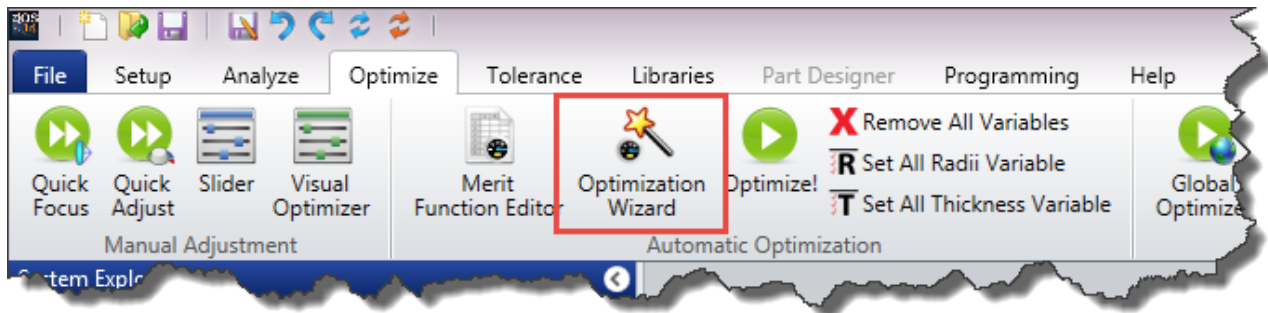 File Setup Analyze Optimize Tolerance Libraries Part Designer Programming Help
Quick Focus
Quick Adjust
Slider
Visual Optimizer
Merit Function Editor
Optimization Wizard
Optimize!
Remove All Variables
Set All Radii Variable
Set All Thickness Variable
Global Optimize
Manual Adjustment
Automatic Optimization